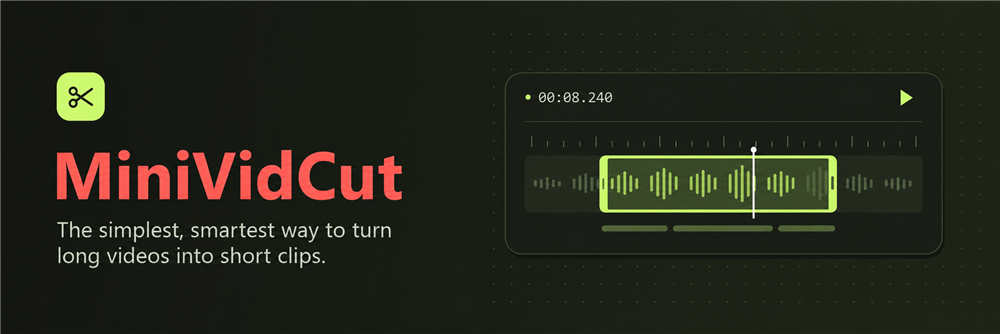 MiniVidCut
The simplest, smartest way to turn
long videos into short clips.
00:08.240